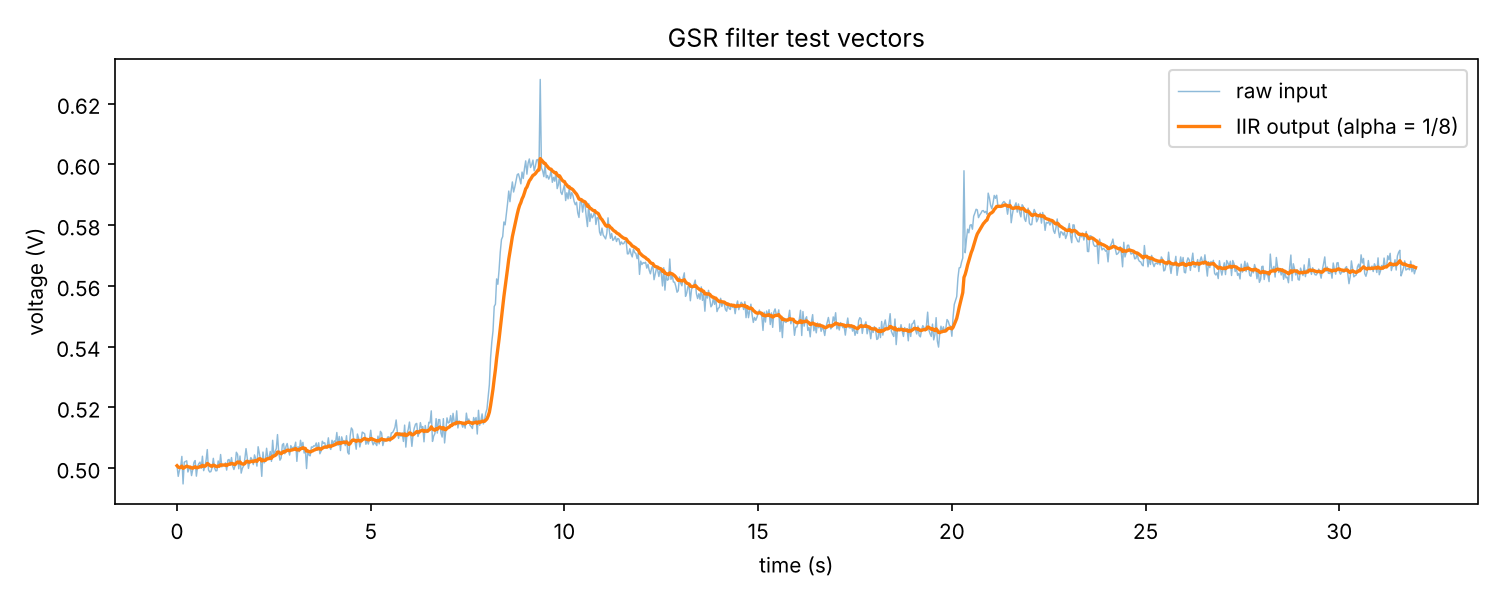 GSR filter test vectors
raw input
IIR output (alpha = 1/8)
voltage (V)
0.62
0.60
0.58
0.56
0.54
0.52
0.50
0 5 10 15 20 25 30
time (s)